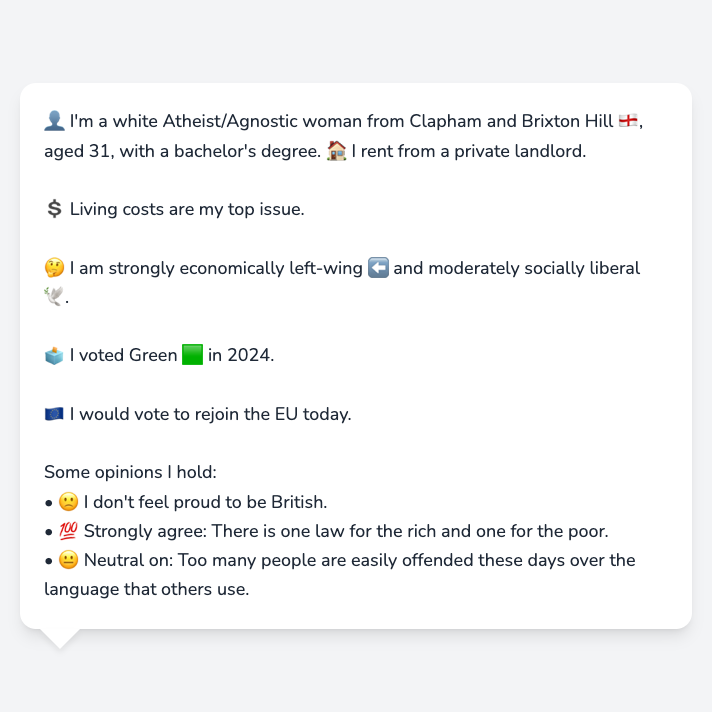 👤 I'm a white Atheist/Agnostic woman from Clapham and Brixton Hill 🏴󠁧󠁢󠁥󠁮󠁧󠁿,
aged 31, with a bachelor's degree. 🏠 I rent from a private landlord.
💲 Living costs are my top issue.
🤔 I am strongly economically left-wing ⬅️ and moderately socially liberal
🕊️.
🗳️ I voted Green 🟩 in 2024.
🇪🇺 I would vote to rejoin the EU today.
Some opinions I hold:
• 🙁 I don't feel proud to be British.
• 💯 Strongly agree: There is one law for the rich and one for the poor.
• 😐 Neutral on: Too many people are easily offended these days over the
language that others use.